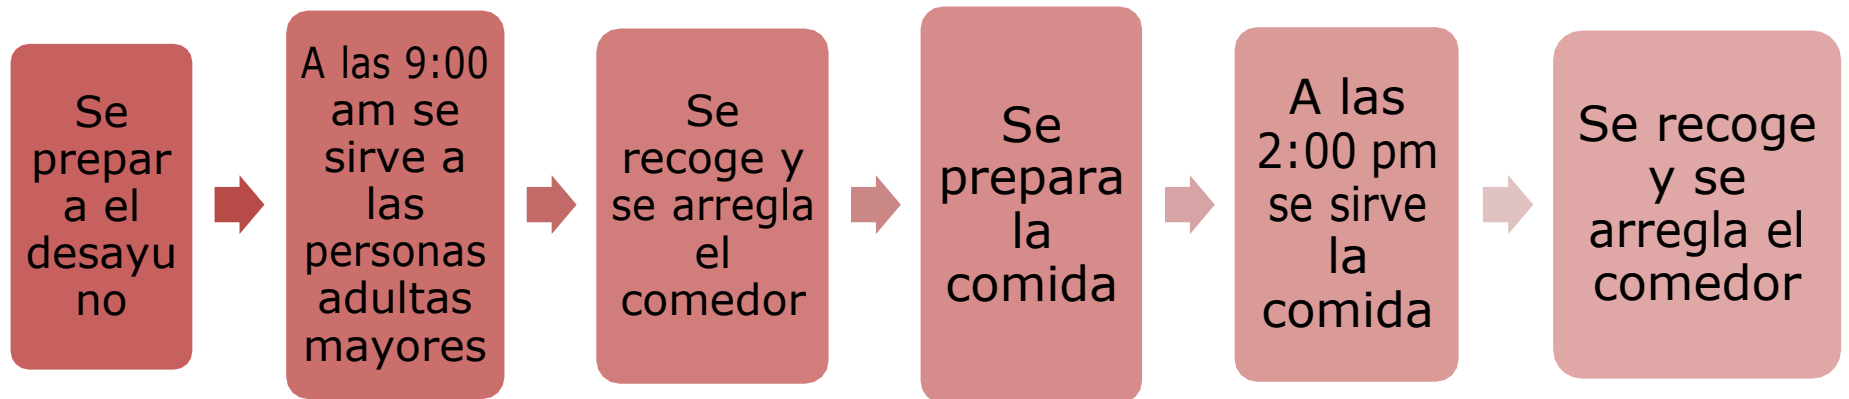 Se
prepar
a el
desayu
no
A las 9:00
am se
sirve a
las
personas
adultas
mayores
Se
recoge y
se arregla
el
comedor
Se
prepara
la
comida
A las
2:00 pm
se sirve
la
comida
Se recoge
y se
arregla el
comedor